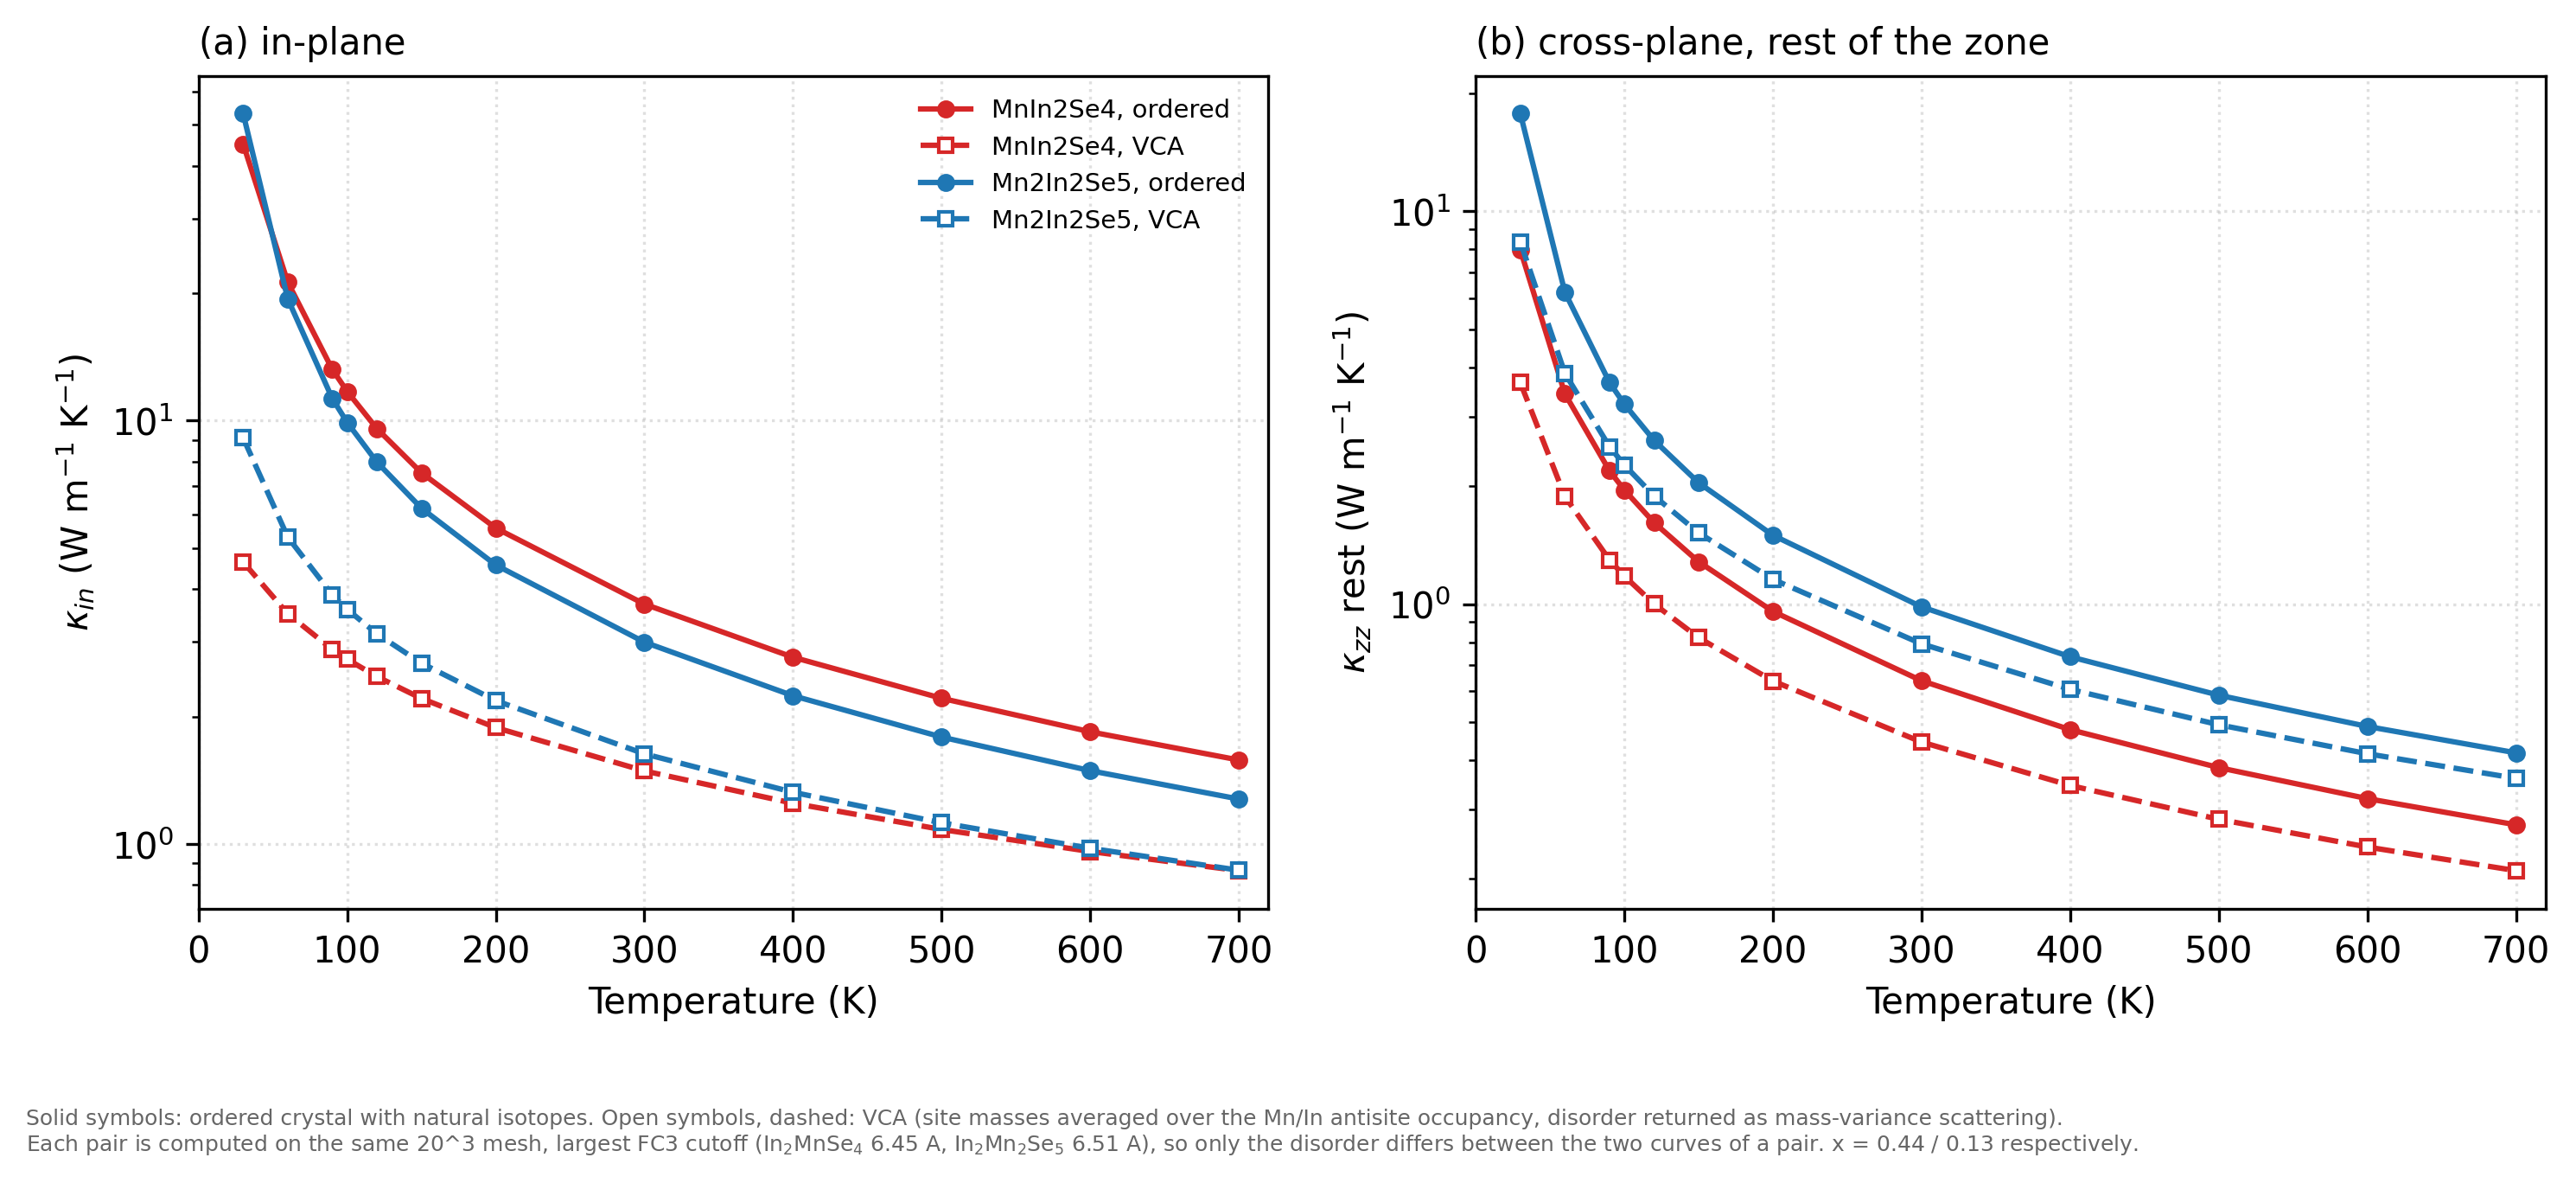 (a) in-plane
(b) cross-plane, rest of the zone
MnIn2Se4, ordered
MnIn2Se4, VCA
Mn2In2Se5, ordered
Mn2In2Se5, VCA
κ_in (W m⁻¹ K⁻¹)
10¹
10⁰
0 100 200 300 400 500 600 700
Temperature (K)
κ_zz rest (W m⁻¹ K⁻¹)
10¹
10⁰
0 100 200 300 400 500 600 700
Temperature (K)
Solid symbols: ordered crystal with natural isotopes. Open symbols, dashed: VCA (site masses averaged over the Mn/In antisite occupancy, disorder returned as mass-variance scattering).
Each pair is computed on the same 20^3 mesh, largest FC3 cutoff (In₂MnSe₄ 6.45 A, In₂Mn₂Se₅ 6.51 A), so only the disorder differs between the two curves of a pair. x = 0.44 / 0.13 respectively.